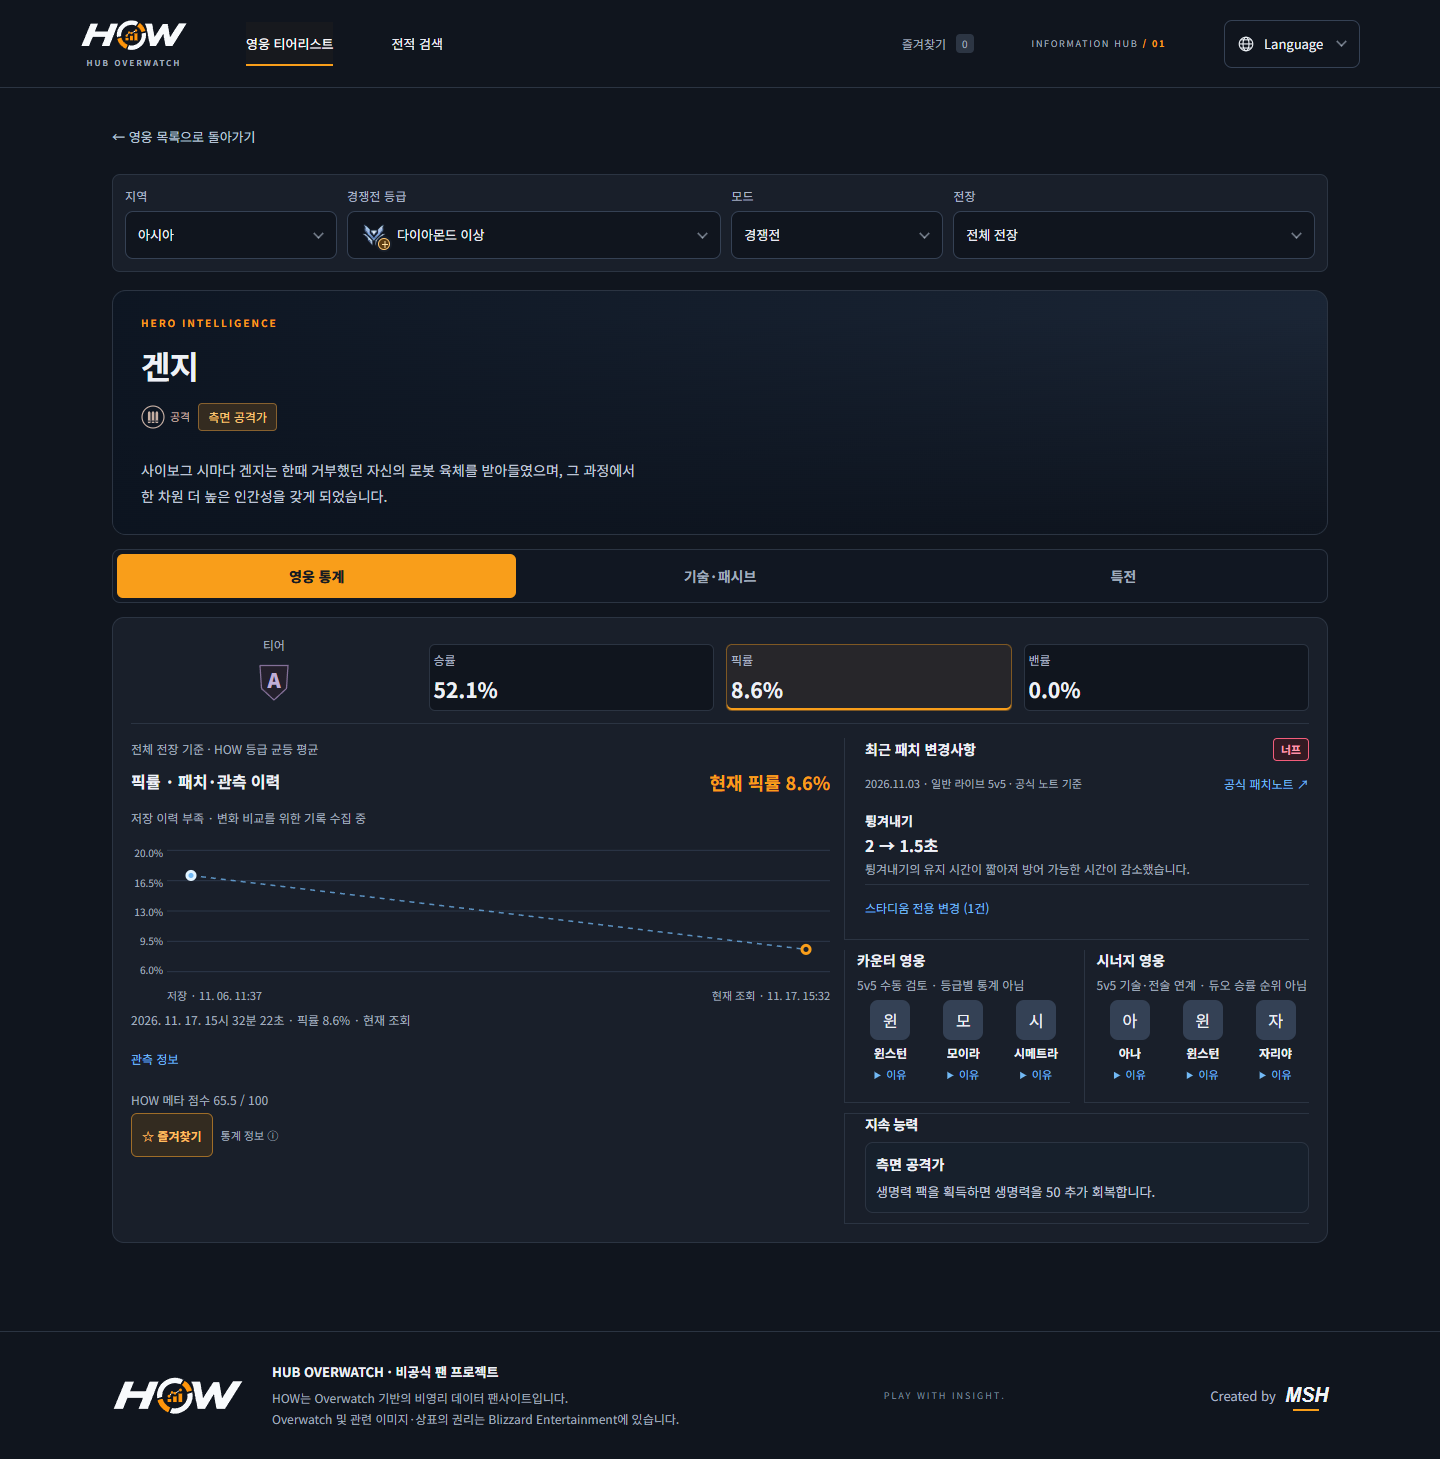 HOW
HUB OVERWATCH
영웅 티어리스트
전적 검색
즐겨찾기 0
INFORMATION HUB / 01
Language
← 영웅 목록으로 돌아가기
지역
아시아
경쟁전 등급
다이아몬드 이상
모드
경쟁전
전장
전체 전장
HERO INTELLIGENCE
겐지
공격 측면 공격가
사이보그 시마다 겐지는 한때 거부했던 자신의 로봇 육체를 받아들였으며, 그 과정에서
한 차원 더 높은 인간성을 갖게 되었습니다.
영웅 통계
기술·패시브
특전
티어
A
승률
52.1%
픽률
8.6%
밴률
0.0%
전체 전장 기준 · HOW 등급 균등 평균
픽률 · 패치·관측 이력
현재 픽률 8.6%
저장 이력 부족 · 변화 비교를 위한 기록 수집 중
20.0%
16.5%
13.0%
9.5%
6.0%
저장 · 11. 06. 11:37
현재 조회 · 11. 17. 15:32
2026. 11. 17. 15시 32분 22초 · 픽률 8.6% · 현재 조회
관측 정보
HOW 메타 점수 65.5 / 100
☆ 즐겨찾기
통계 정보 ⓘ
최근 패치 변경사항
너프
2026.11.03 · 일반 라이브 5v5 · 공식 노트 기준
공식 패치노트 ↗
튕겨내기
2 → 1.5초
튕겨내기의 유지 시간이 짧아져 방어 가능한 시간이 감소했습니다.
스타디움 전용 변경 (1건)
카운터 영웅
5v5 수동 검토 · 등급별 통계 아님
윈 모 시
윈스턴 모이라 시메트라
▶ 이유 ▶ 이유 ▶ 이유
시너지 영웅
5v5 기술·전술 연계 · 듀오 승률 순위 아님
아 윈 자
아나 윈스턴 자리야
▶ 이유 ▶ 이유 ▶ 이유
지속 능력
측면 공격가
생명력 팩을 획득하면 생명력을 50 추가 회복합니다.
HOW
HUB OVERWATCH · 비공식 팬 프로젝트
HOW는 Overwatch 기반의 비영리 데이터 팬사이트입니다.
Overwatch 및 관련 이미지·상표의 권리는 Blizzard Entertainment에 있습니다.
PLAY WITH INSIGHT.
Created by MSH